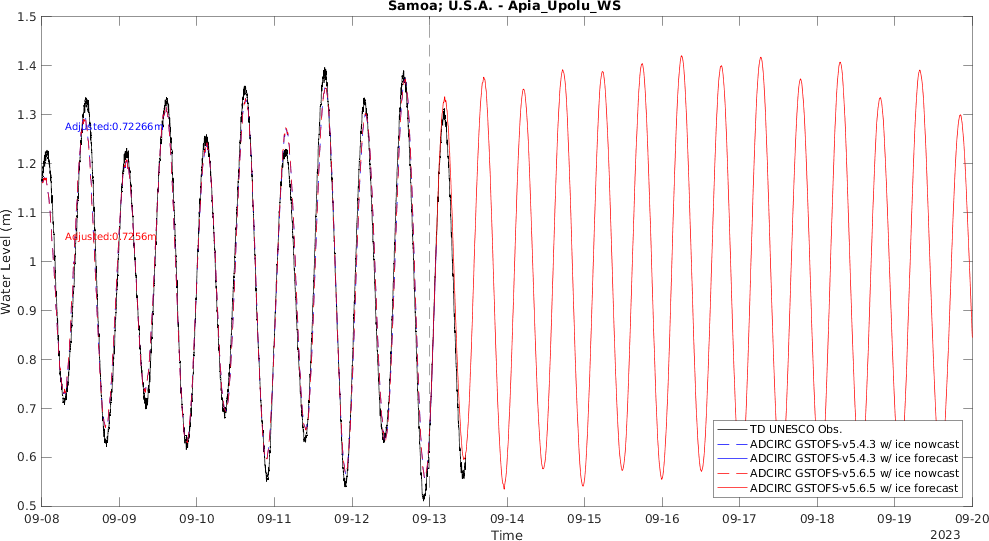 Samoa; U.S.A. - Apia_Upolu_WS
1.5
1.4
1.3
1.2
1.1
1
0.9
0.8
0.7
0.6
0.5
Water Level (m)
Adjusted:0.72266m
Adjusted:0.7256m
TD UNESCO Obs.
ADCIRC GSTOFS-v5.4.3 w/ ice nowcast
ADCIRC GSTOFS-v5.4.3 w/ ice forecast
ADCIRC GSTOFS-v5.6.5 w/ ice nowcast
ADCIRC GSTOFS-v5.6.5 w/ ice forecast
09-08 09-09 09-10 09-11 09-12 09-13 09-14 09-15 09-16 09-17 09-18 09-19 09-20
Time
2023